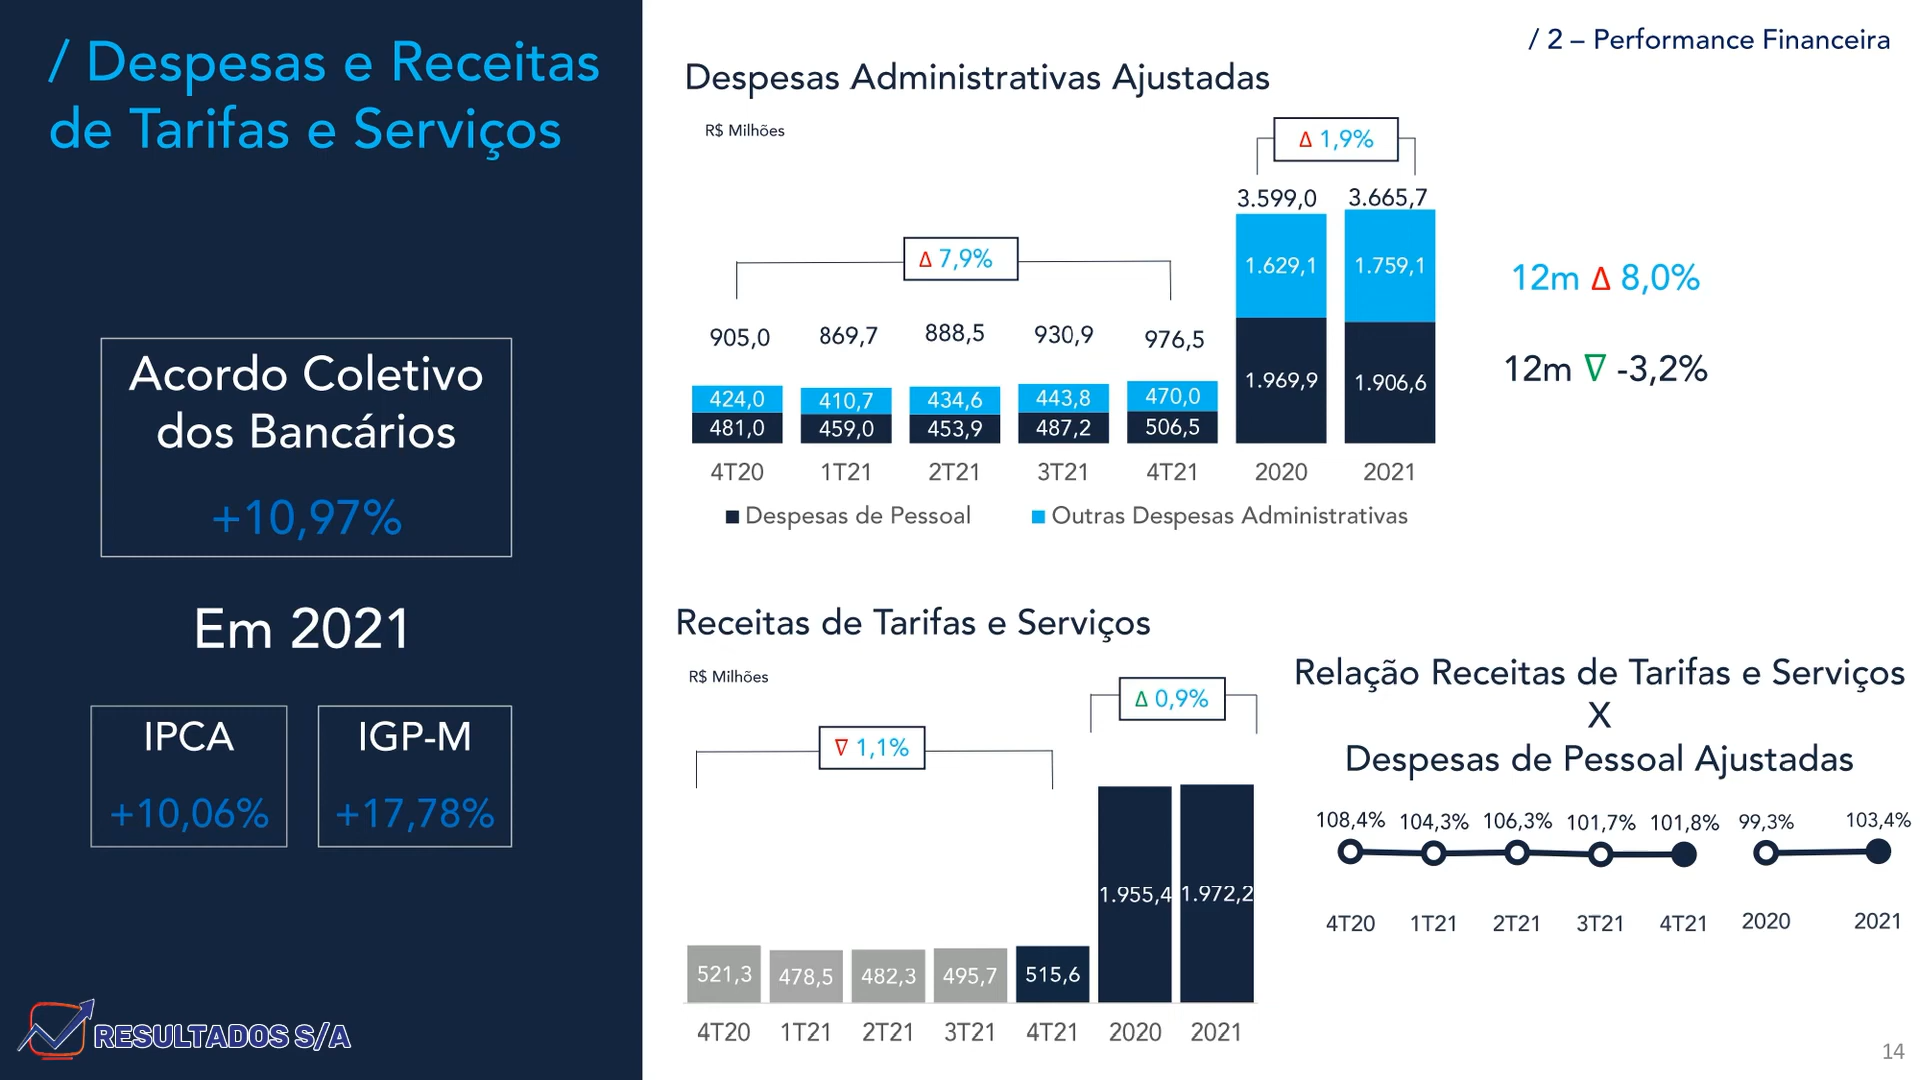 / Despesas e Receitas
de Tarifas e Serviços
Acordo Coletivo
dos Bancários
+10,97%
Em 2021
IPCA
+10,06%
IGP-M
+17,78%
RESULTADOS S/A
/ 2 – Performance Financeira
Despesas Administrativas Ajustadas
R$ Milhões
Δ 1,9%
3.599,0 3.665,7
Δ 7,9%
905,0 869,7 888,5 930,9 976,5
1.629,1 1.759,1
424,0 410,7 434,6 443,8 470,0
1.969,9 1.906,6
481,0 459,0 453,9 487,2 506,5
4T20 1T21 2T21 3T21 4T21 2020 2021
Despesas de Pessoal Outras Despesas Administrativas
12m Δ 8,0%
12m ∇ -3,2%
Receitas de Tarifas e Serviços
R$ Milhões
Δ 0,9%
∇ 1,1%
1.955,4 1.972,2
521,3 478,5 482,3 495,7 515,6
4T20 1T21 2T21 3T21 4T21 2020 2021
Relação Receitas de Tarifas e Serviços
X
Despesas de Pessoal Ajustadas
108,4% 104,3% 106,3% 101,7% 101,8% 99,3% 103,4%
4T20 1T21 2T21 3T21 4T21 2020 2021
14